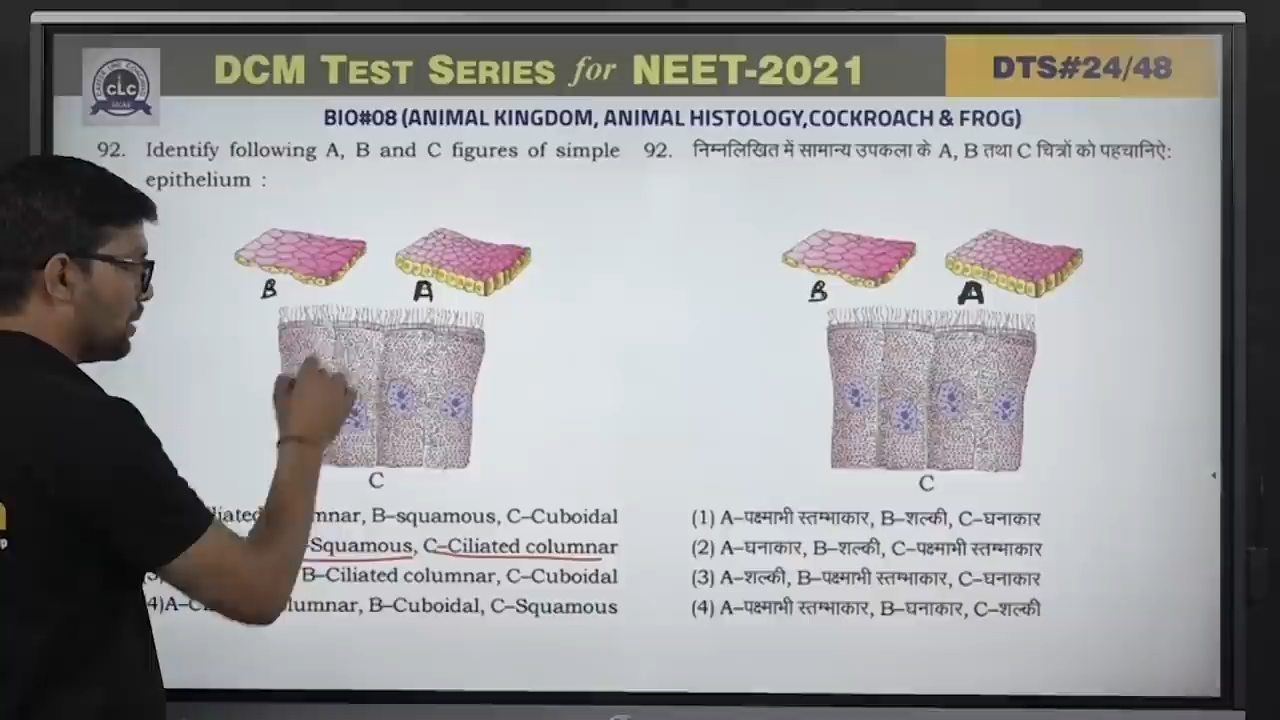 DCM TEST SERIES for NEET-2021
DTS#24/48
CLC
BIO#08 (ANIMAL KINGDOM, ANIMAL HISTOLOGY,COCKROACH & FROG)
92. Identify following A, B and C figures of simple
epithelium :
B
A
C
mnar, B–squamous, C–Cuboidal
–Squamous, C–Ciliated columnar
B–Ciliated columnar, C–Cuboidal
4)A–C lumnar, B–Cuboidal, C–Squamous
92. निम्नलिखित में सामान्य उपकला के A, B तथा C चित्रों को पहचानिऐ:
B
A
C
(1) A–पक्ष्माभी स्तम्भाकार, B–शल्की, C–घनाकार
(2) A–घनाकार, B–शल्की, C–पक्ष्माभी स्तम्भाकार
(3) A–शल्की, B–पक्ष्माभी स्तम्भाकार, C–घनाकार
(4) A–पक्ष्माभी स्तम्भाकार, B–घनाकार, C–शल्की